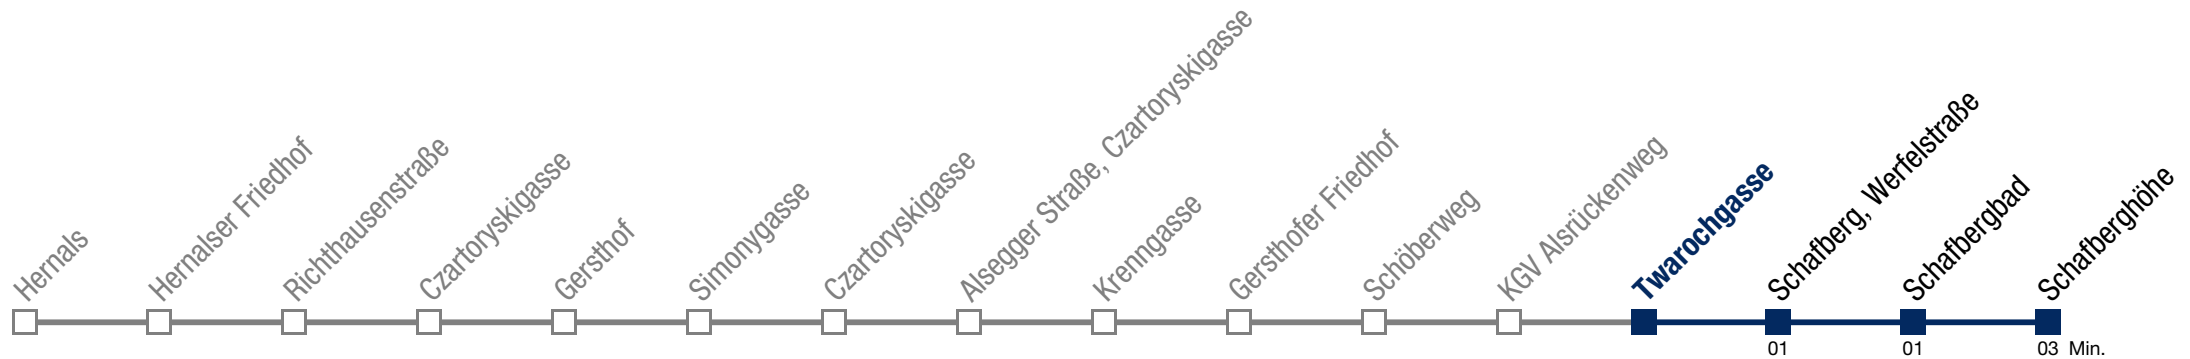 Hernals
Hernalser Friedhof
Richthausenstraße
Czartoryskigasse
Gersthof
Simonygasse
Czartoryskigasse
Alsegger Straße, Czartoryskigasse
Krenngasse
Gersthofer Friedhof
Schöberweg
KGV Alsrückenweg
Twarochgasse
Schafberg, Werfelstraße
Schafbergbad
Schafberghöhe
01
01
03 Min.